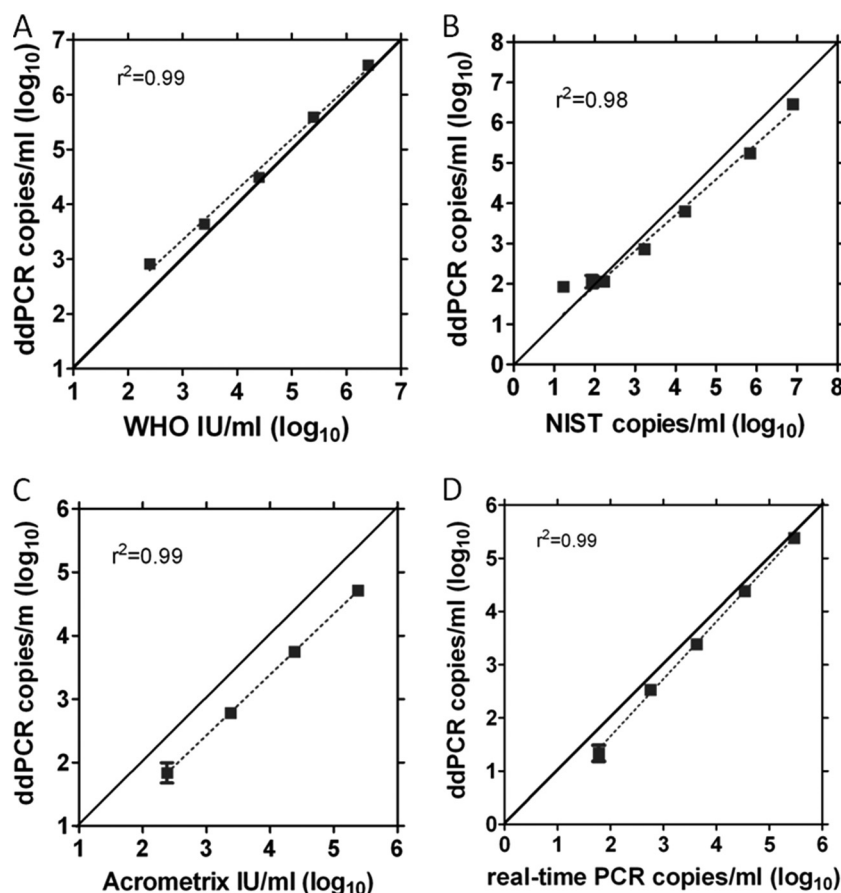 A
r²=0.99
ddPCR copies/ml (log₁₀)
7
6
5
4
3
2
1
1 2 3 4 5 6 7
WHO IU/ml (log₁₀)
B
r²=0.98
ddPCR copies/ml (log₁₀)
8
7
6
5
4
3
2
1
0
0 1 2 3 4 5 6 7 8
NIST copies/ml (log₁₀)
C
r²=0.99
ddPCR copies/m (log₁₀)
6
5
4
3
2
1
1 2 3 4 5 6
Acrometrix IU/ml (log₁₀)
D
r²=0.99
ddPCR copies/ml (log₁₀)
6
5
4
3
2
1
0
0 1 2 3 4 5 6
real-time PCR copies/ml (log₁₀)